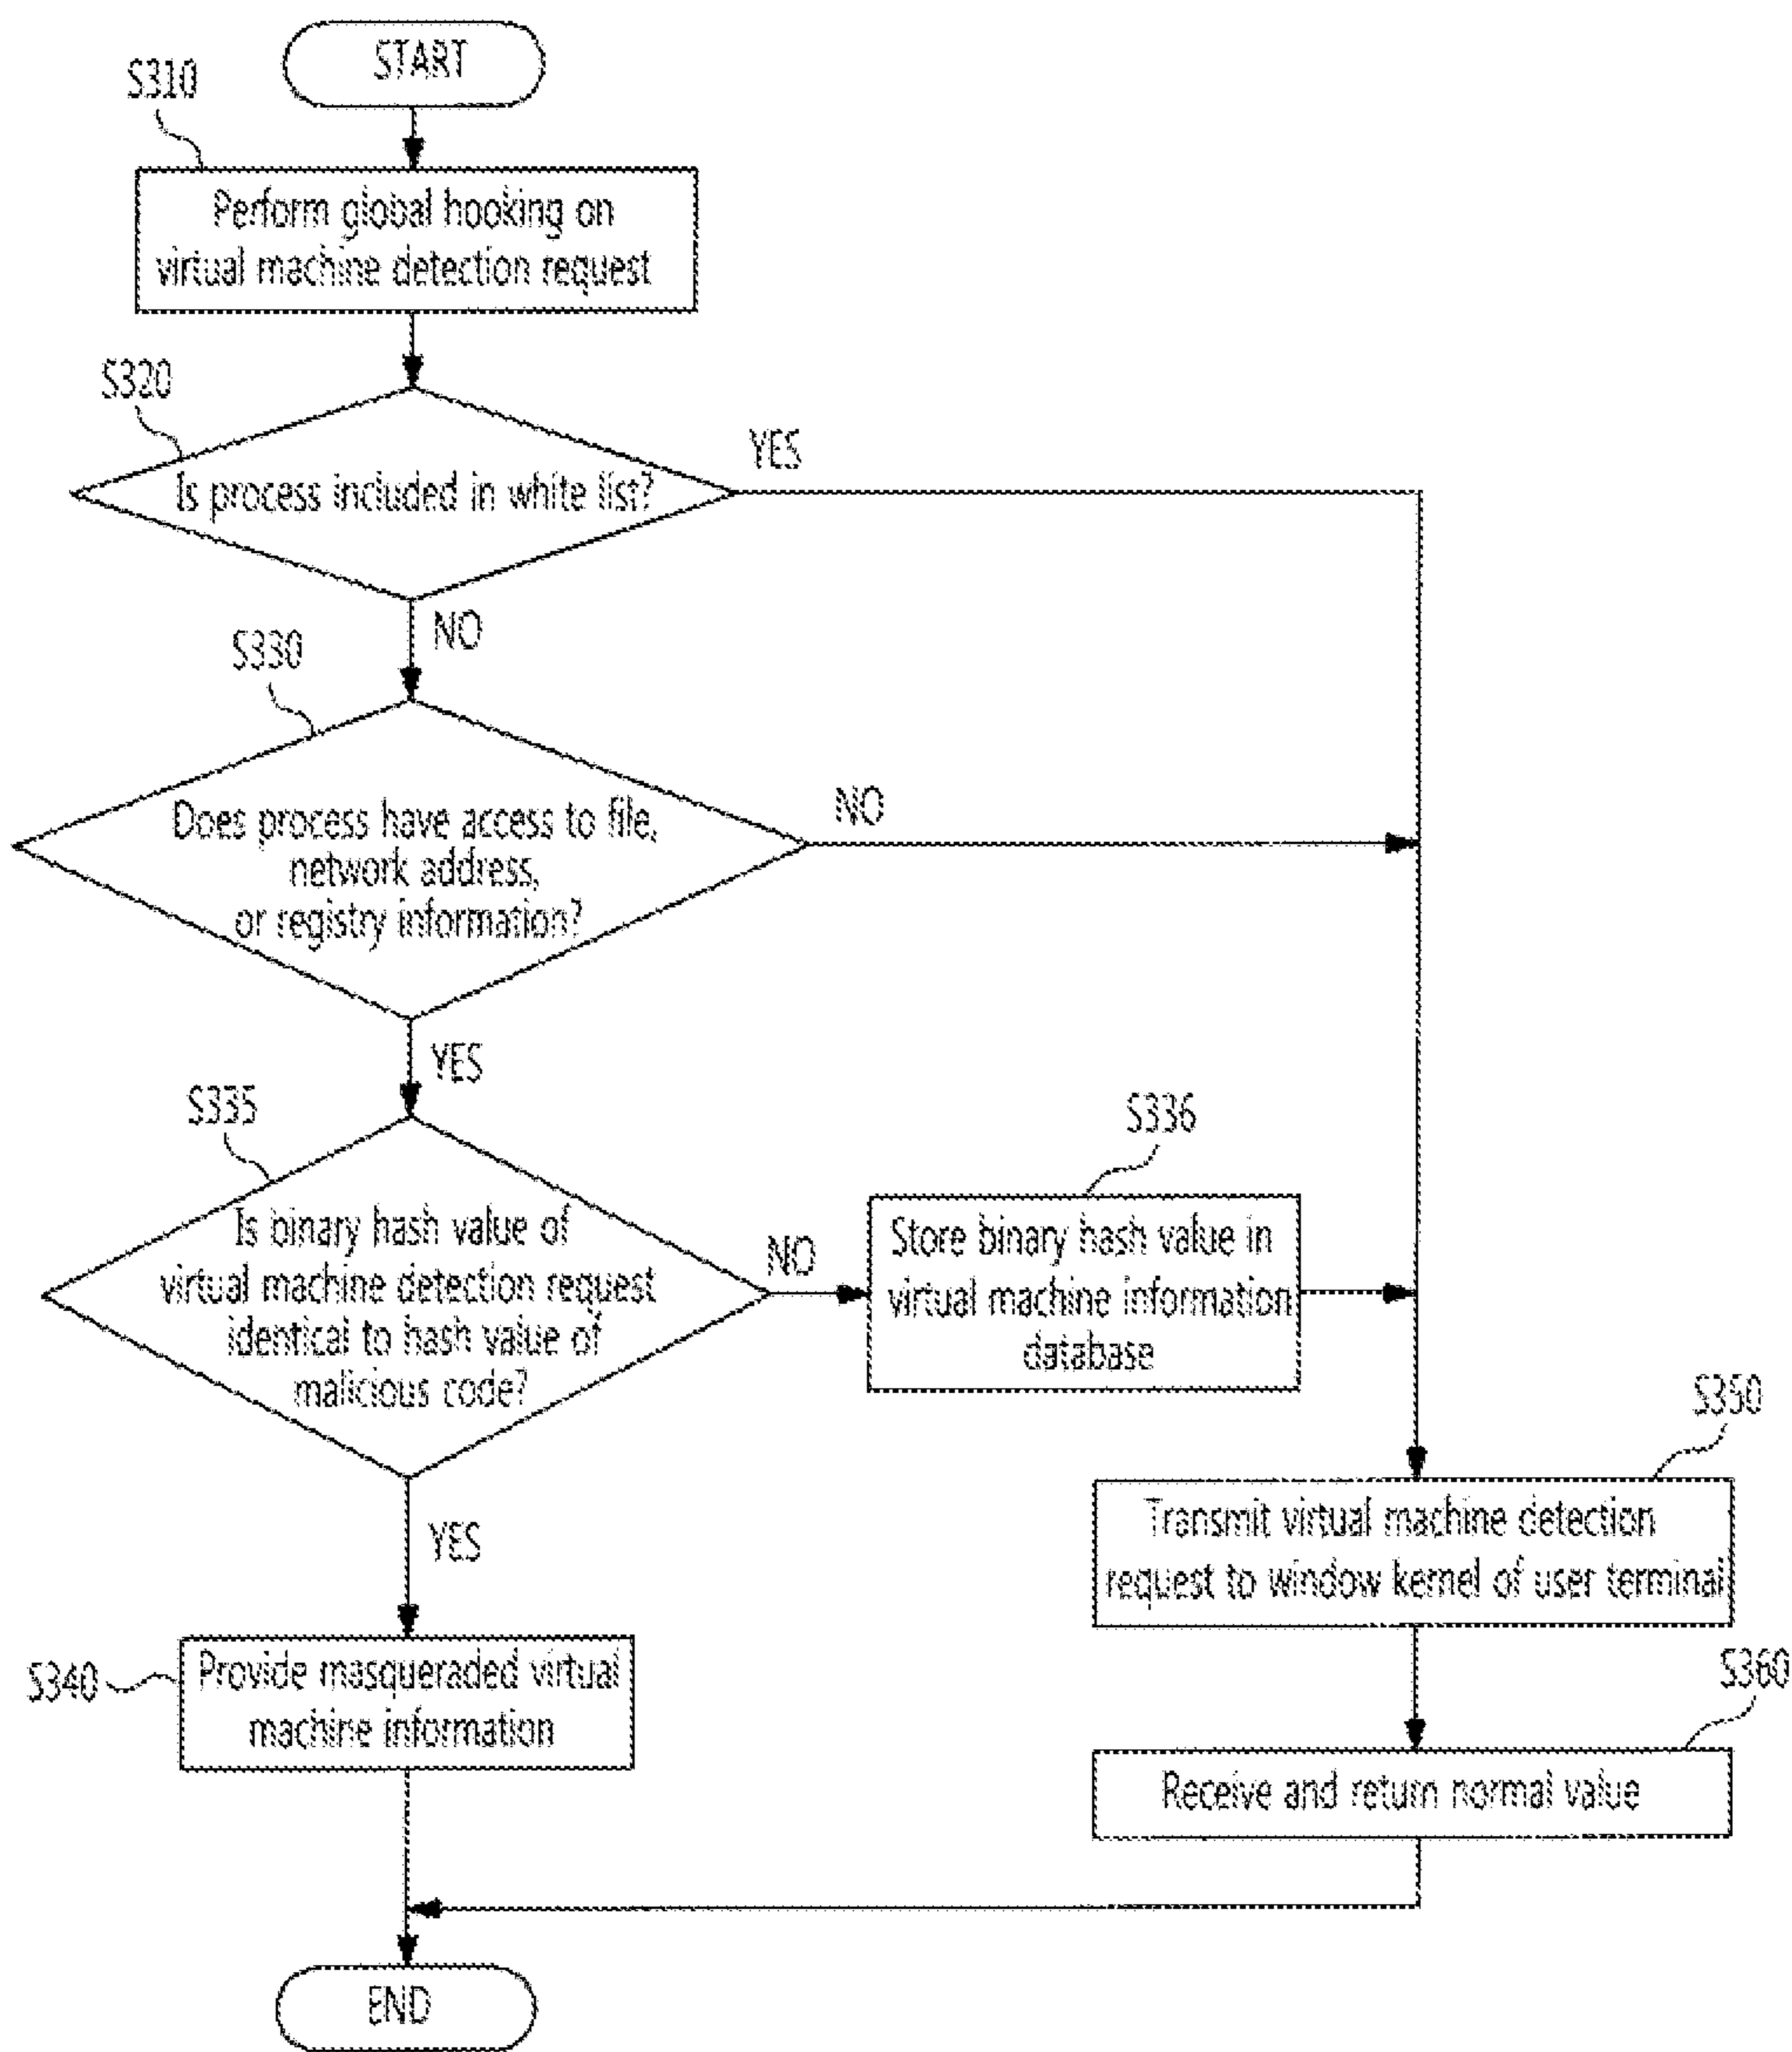 START
S310
Perform global hooking on
virtual machine detection request
S320
Is process included in white list?
YES
NO
S330
Does process have access to file,
network address,
or registry information?
NO
YES
S335
Is binary hash value of
virtual machine detection request
identical to hash value of
malicious code?
NO
S336
Store binary hash value in
virtual machine information
database
YES
S350
Transmit virtual machine detection
request to window kernel of user terminal
S340
Provide masqueraded virtual
machine information
S360
Receive and return normal value
END